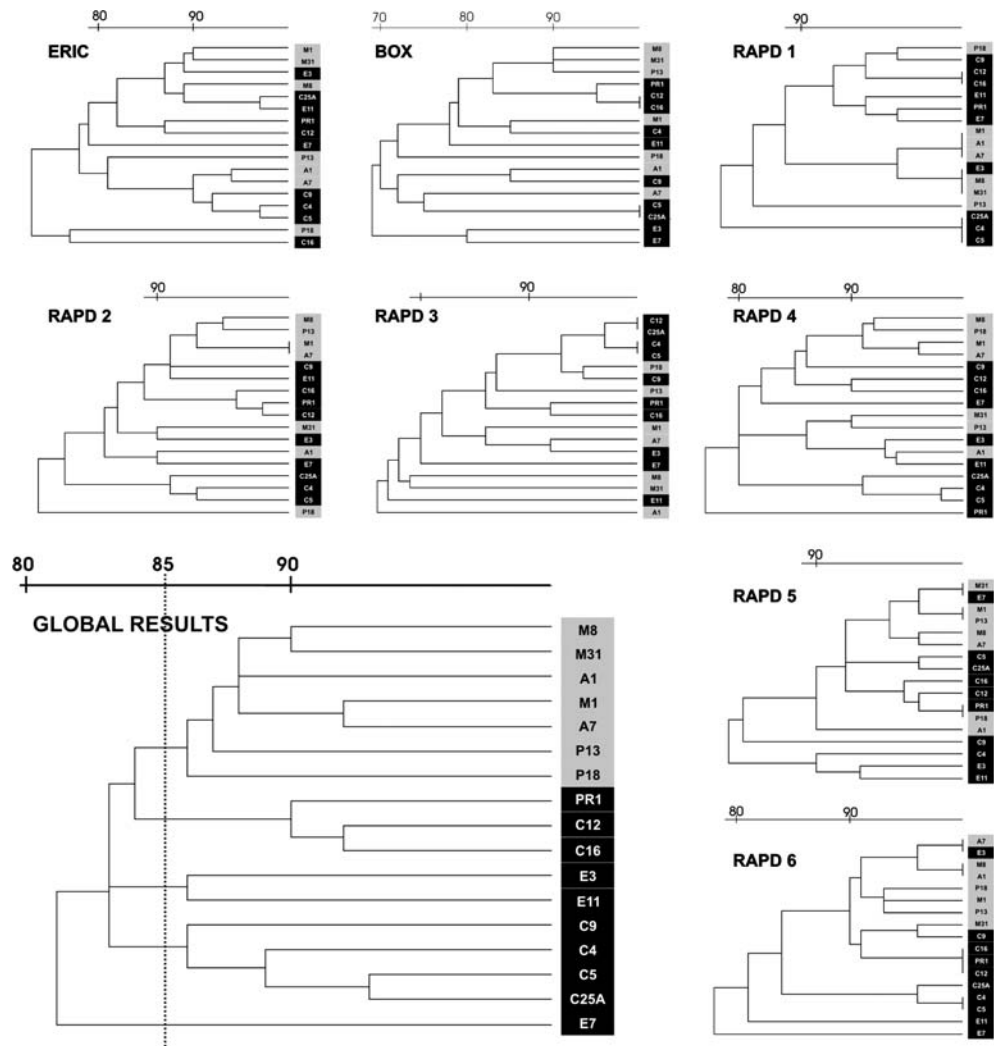 80 90
ERIC
M1
M31
E3
M8
C25A
E11
PR1
C12
E7
P13
A1
A7
C9
C4
C5
P18
C16
70 80 90
BOX
M8
M31
P13
PR1
C12
C16
M1
C4
E11
P18
A1
C9
A7
C5
C25A
E3
E7
90
RAPD 1
P18
C9
C12
C16
E11
PR1
E7
M1
A1
A7
E3
M8
M31
P13
C25A
C4
C5
90
RAPD 2
M8
P13
M1
A7
C9
E11
C16
PR1
C12
M31
E3
A1
E7
C25A
C4
C5
P18
90
RAPD 3
C12
C25A
C4
C5
P18
C9
P13
PR1
C16
M1
A7
E3
E7
M8
M31
E11
A1
80 90
RAPD 4
M8
P18
M1
A7
C9
C12
C16
E7
M31
P13
E3
A1
E11
C25A
C4
C5
PR1
80 85 90
GLOBAL RESULTS
M8
M31
A1
M1
A7
P13
P18
PR1
C12
C16
E3
E11
C9
C4
C5
C25A
E7
90
RAPD 5
M31
E7
M1
P13
M8
A7
C5
C25A
C16
C12
PR1
P18
A1
C9
C4
E3
E11
80 90
RAPD 6
A7
E3
M8
A1
P18
M1
P13
M31
C9
C16
PR1
C12
C25A
C4
C5
E11
E7